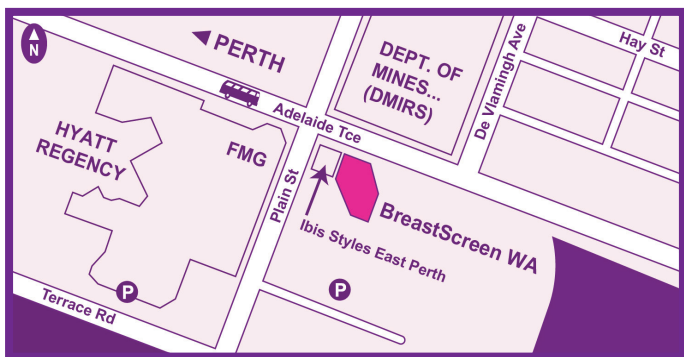 N
PERTH
DEPT. OF
MINES...
(DMIRS)
De Vlamingh Ave
Hay St
Adelaide Tce
HYATT
REGENCY
FMG
Plain St
BreastScreen WA
Ibis Styles East Perth
P
P
Terrace Rd